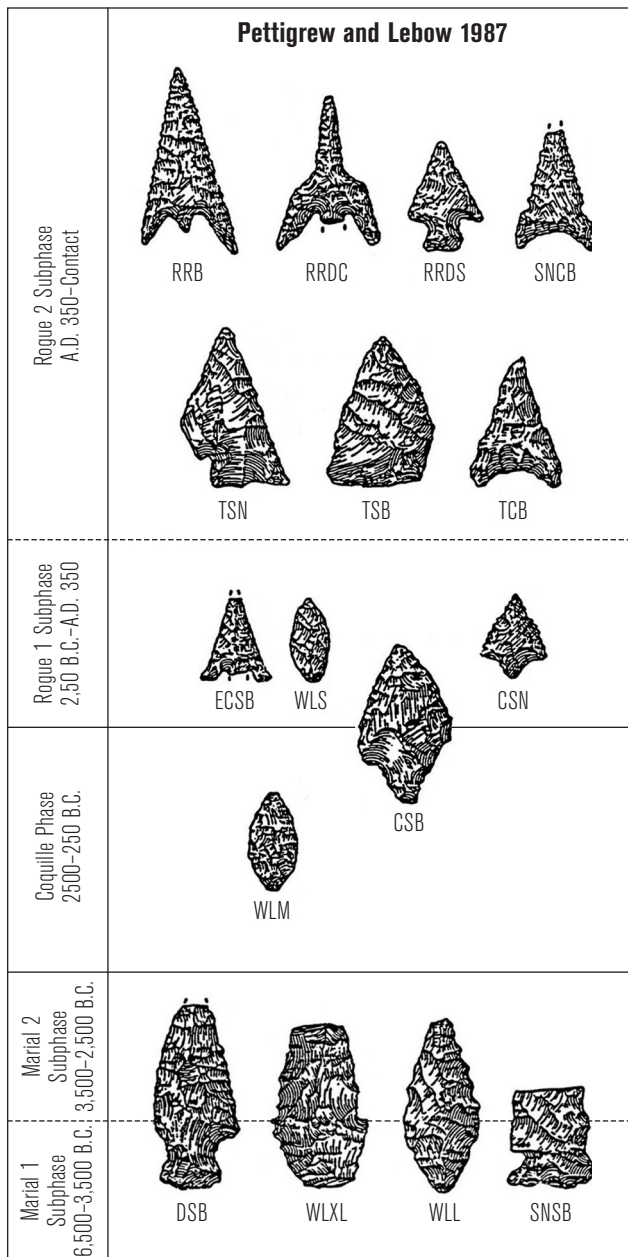 Pettigrew and Lebow 1987
Rogue 2 Subphase
A.D. 350–Contact
RRB
RRDC
RRDS
SNCB
TSN
TSB
TCB
Rogue 1 Subphase
2,50 B.C.–A.D. 350
ECSB
WLS
CSN
CSB
Coquille Phase
2500–250 B.C.
WLM
Marial 2
Subphase
3,500–2,500 B.C.
Marial 1
Subphase
6,500–3,500 B.C.
DSB
WLXL
WLL
SNSB